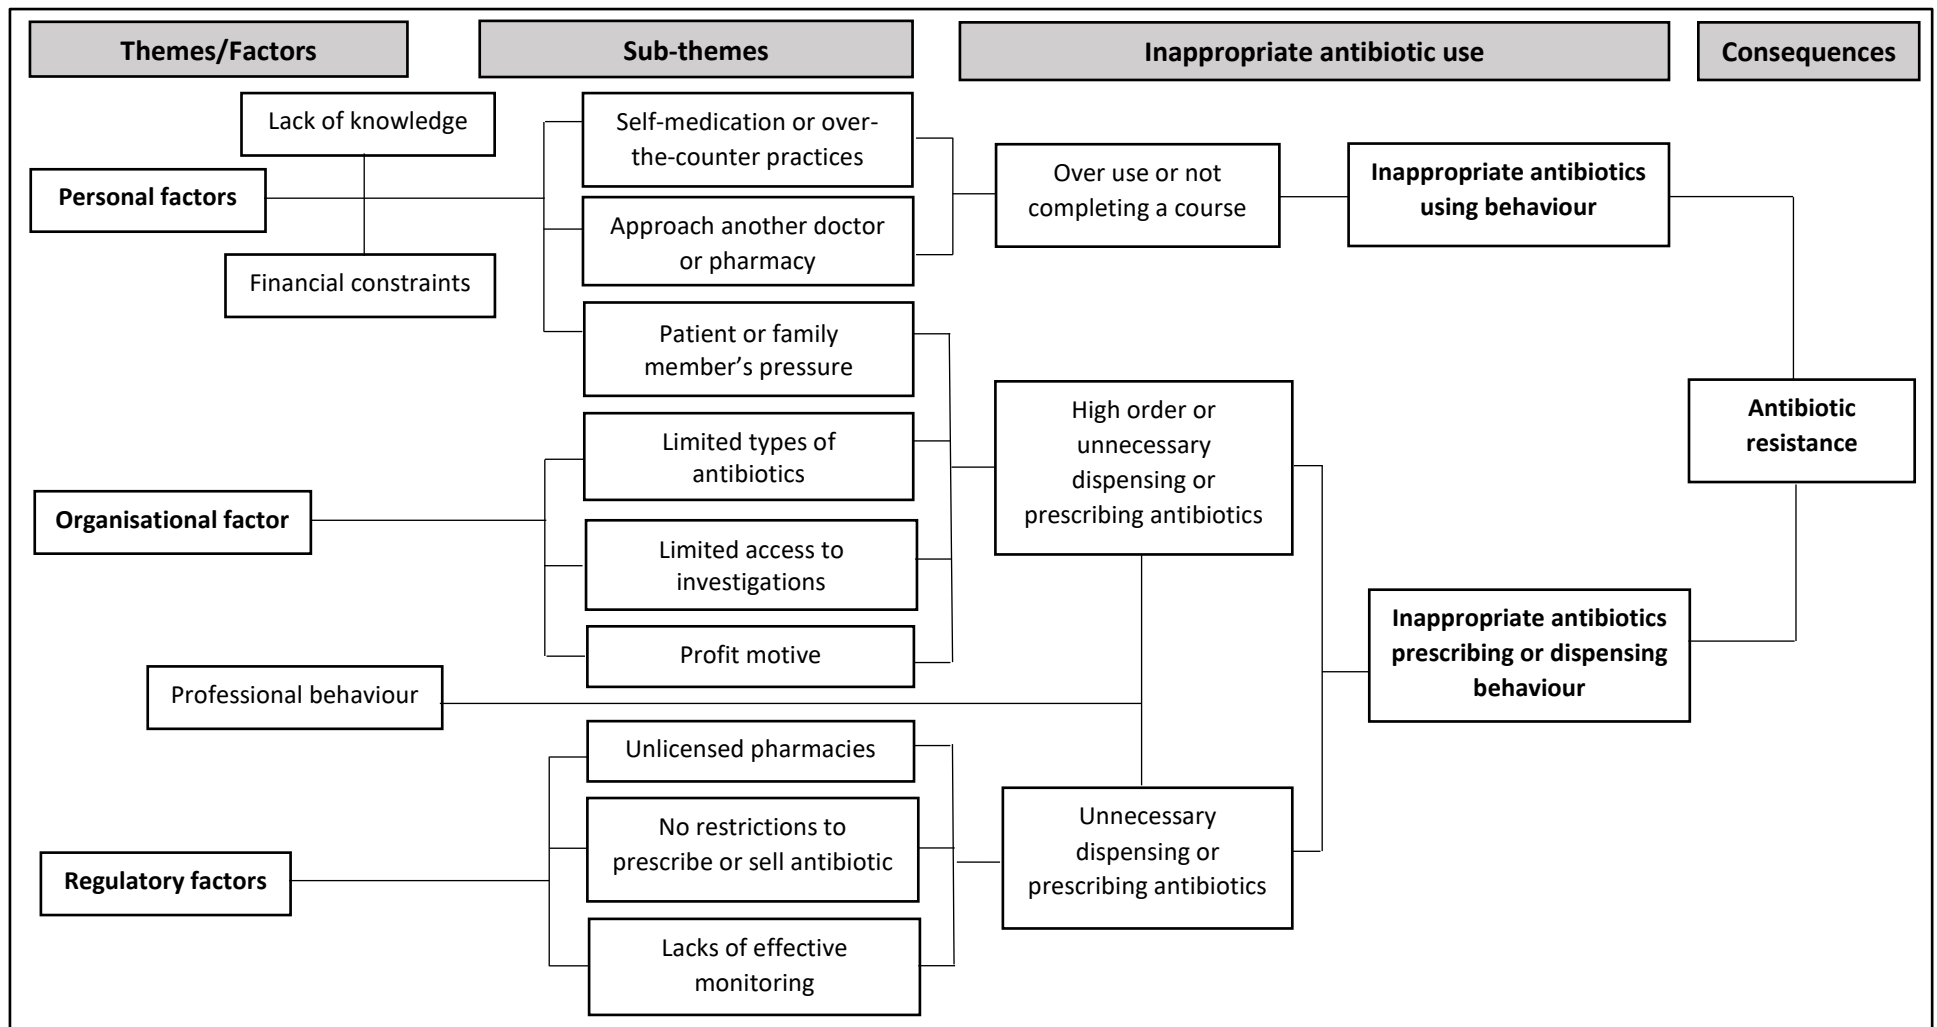 Themes/Factors
Sub-themes
Inappropriate antibiotic use
Consequences
Lack of knowledge
Personal factors
Financial constraints
Self-medication or over-
the-counter practices
Approach another doctor
or pharmacy
Patient or family
member’s pressure
Over use or not
completing a course
Inappropriate antibiotics
using behaviour
Organisational factor
Limited types of
antibiotics
Limited access to
investigations
Profit motive
High order or
unnecessary
dispensing or
prescribing antibiotics
Antibiotic
resistance
Inappropriate antibiotics
prescribing or dispensing
behaviour
Professional behaviour
Regulatory factors
Unlicensed pharmacies
No restrictions to
prescribe or sell antibiotic
Lacks of effective
monitoring
Unnecessary
dispensing or
prescribing antibiotics